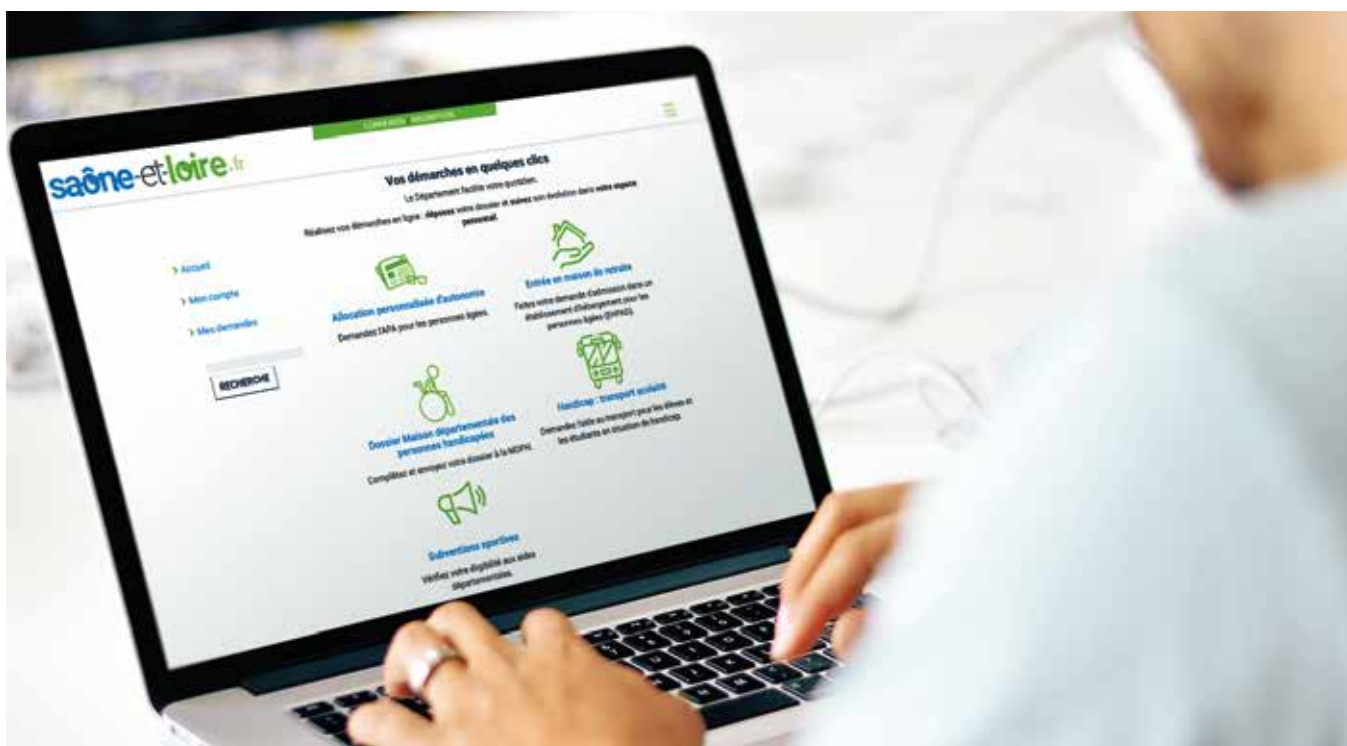 CONNEXION INSCRIPTION
saône-et-loire.fr
Vos démarches en quelques clics
Le Département facilite votre quotidien.
Réalisez vos démarches en ligne : déposez votre dossier et suivez son évolution dans votre espace
personnel.
> Accueil
> Mon compte
> Mes demandes
RECHERCHE
Allocation personnalisée d'autonomie
Demandez l'APA pour les personnes âgées.
Entrée en maison de retraite
Faites votre demande d'admission dans un
établissement d'hébergement pour les
personnes âgées (EHPAD).
Dossier Maison départementale des
personnes handicapées
Complétez et envoyez votre dossier à la MDPH.
Handicap : transport scolaire
Demandez l'aide au transport pour les élèves et
les étudiants en situation de handicap.
Subventions sportives
Vérifiez votre éligibilité aux aides
départementales.